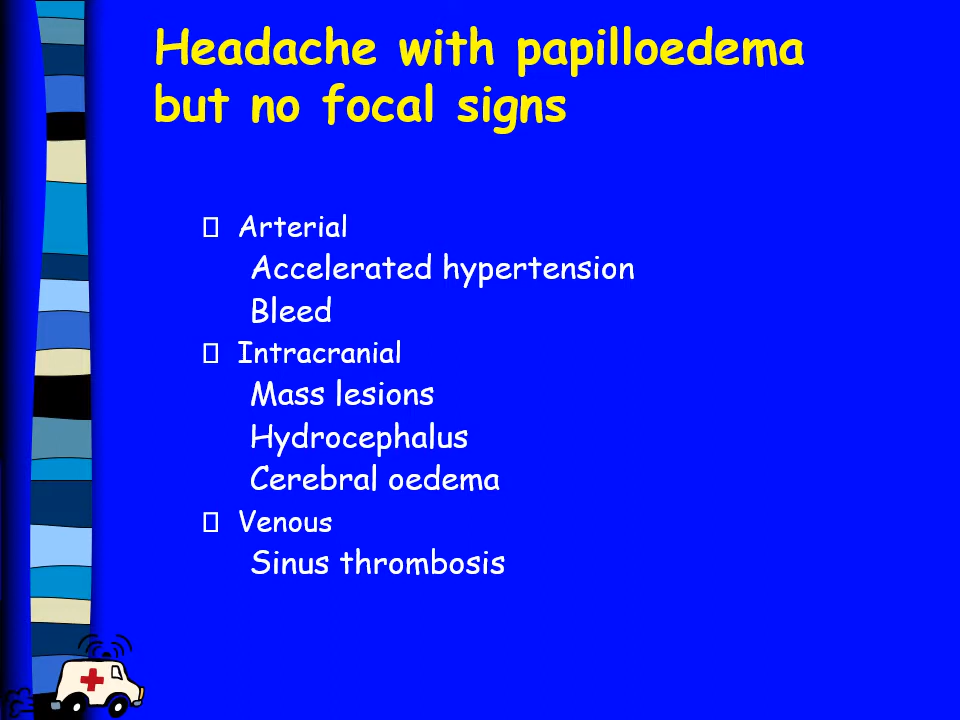 Headache with papilloedema
but no focal signs
Arterial
Accelerated hypertension
Bleed
Intracranial
Mass lesions
Hydrocephalus
Cerebral oedema
Venous
Sinus thrombosis